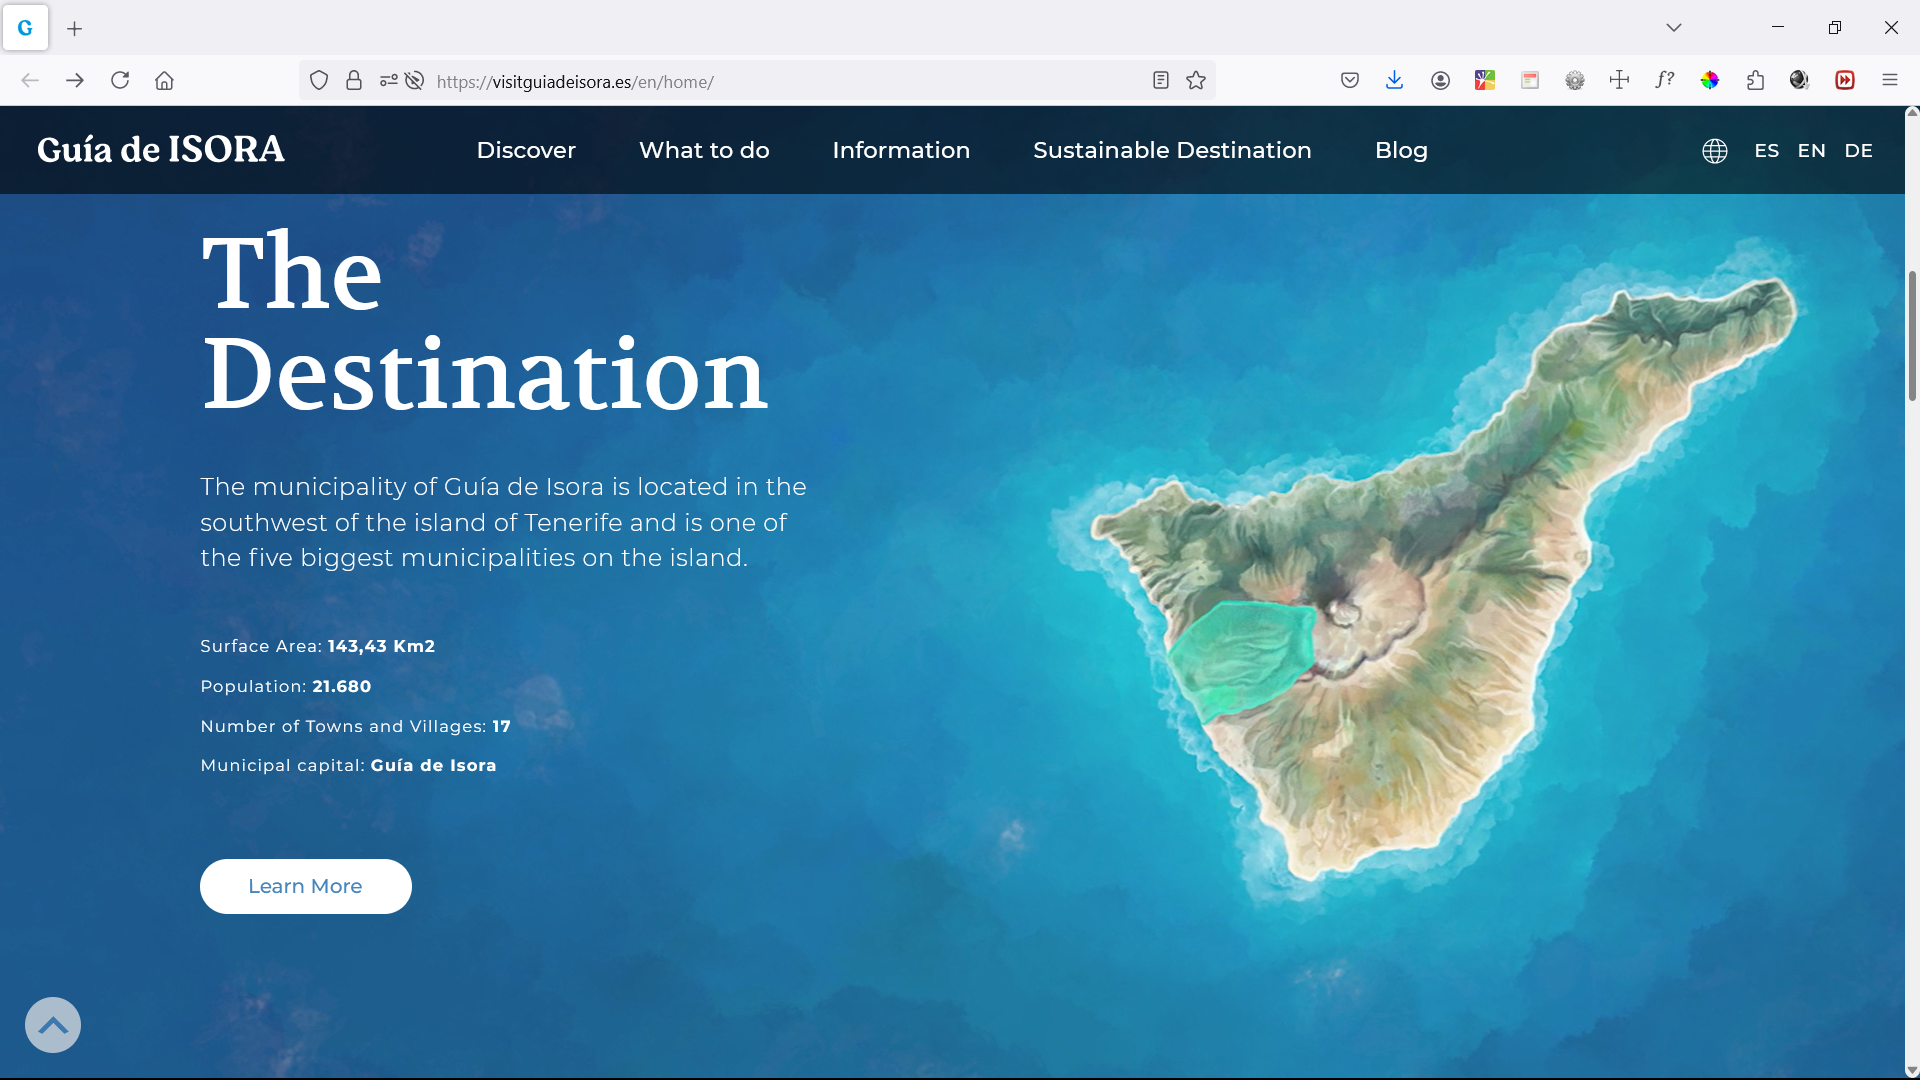 G
https://visitguiadeisora.es/en/home/
f?
Guía de ISORA
Discover
What to do
Information
Sustainable Destination
Blog
ES EN DE
The
Destination
The municipality of Guía de Isora is located in the
southwest of the island of Tenerife and is one of
the five biggest municipalities on the island.
Surface Area: 143,43 Km2
Population: 21.680
Number of Towns and Villages: 17
Municipal capital: Guía de Isora
Learn More